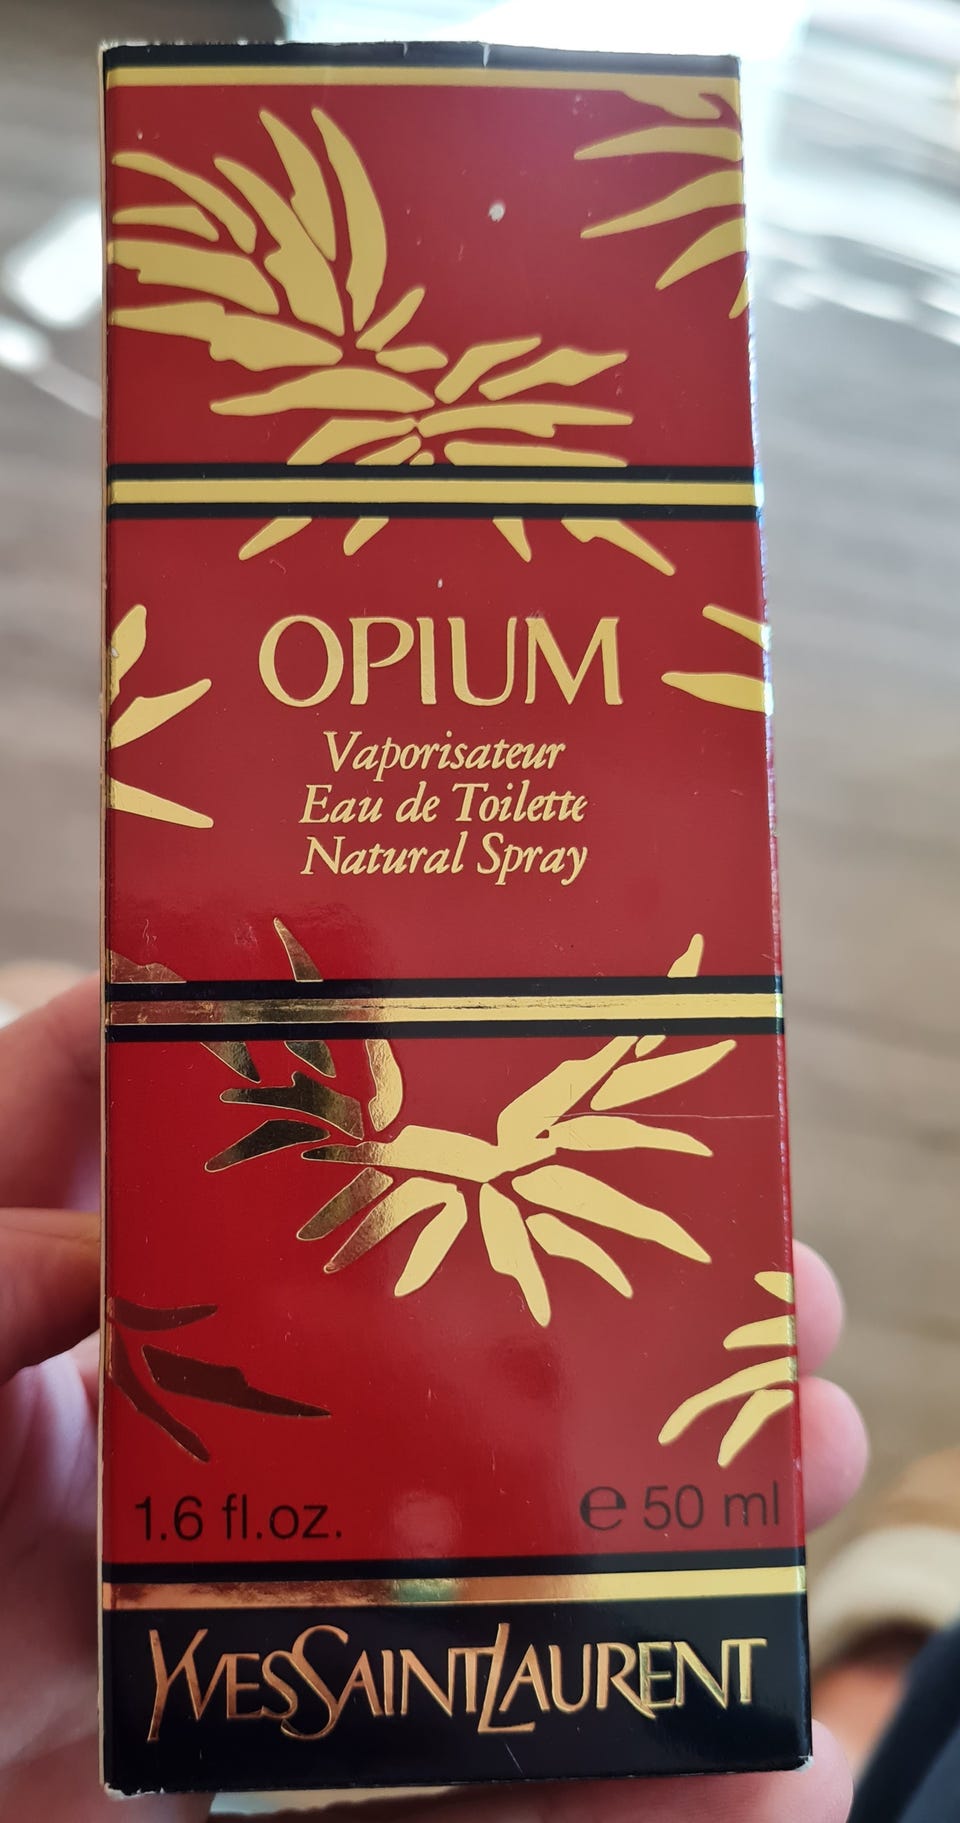 OPIUM
Vaporisateur
Eau de Toilette
Natural Spray
1.6 fl.oz. ℮ 50 ml
YVESSAINTLAURENT